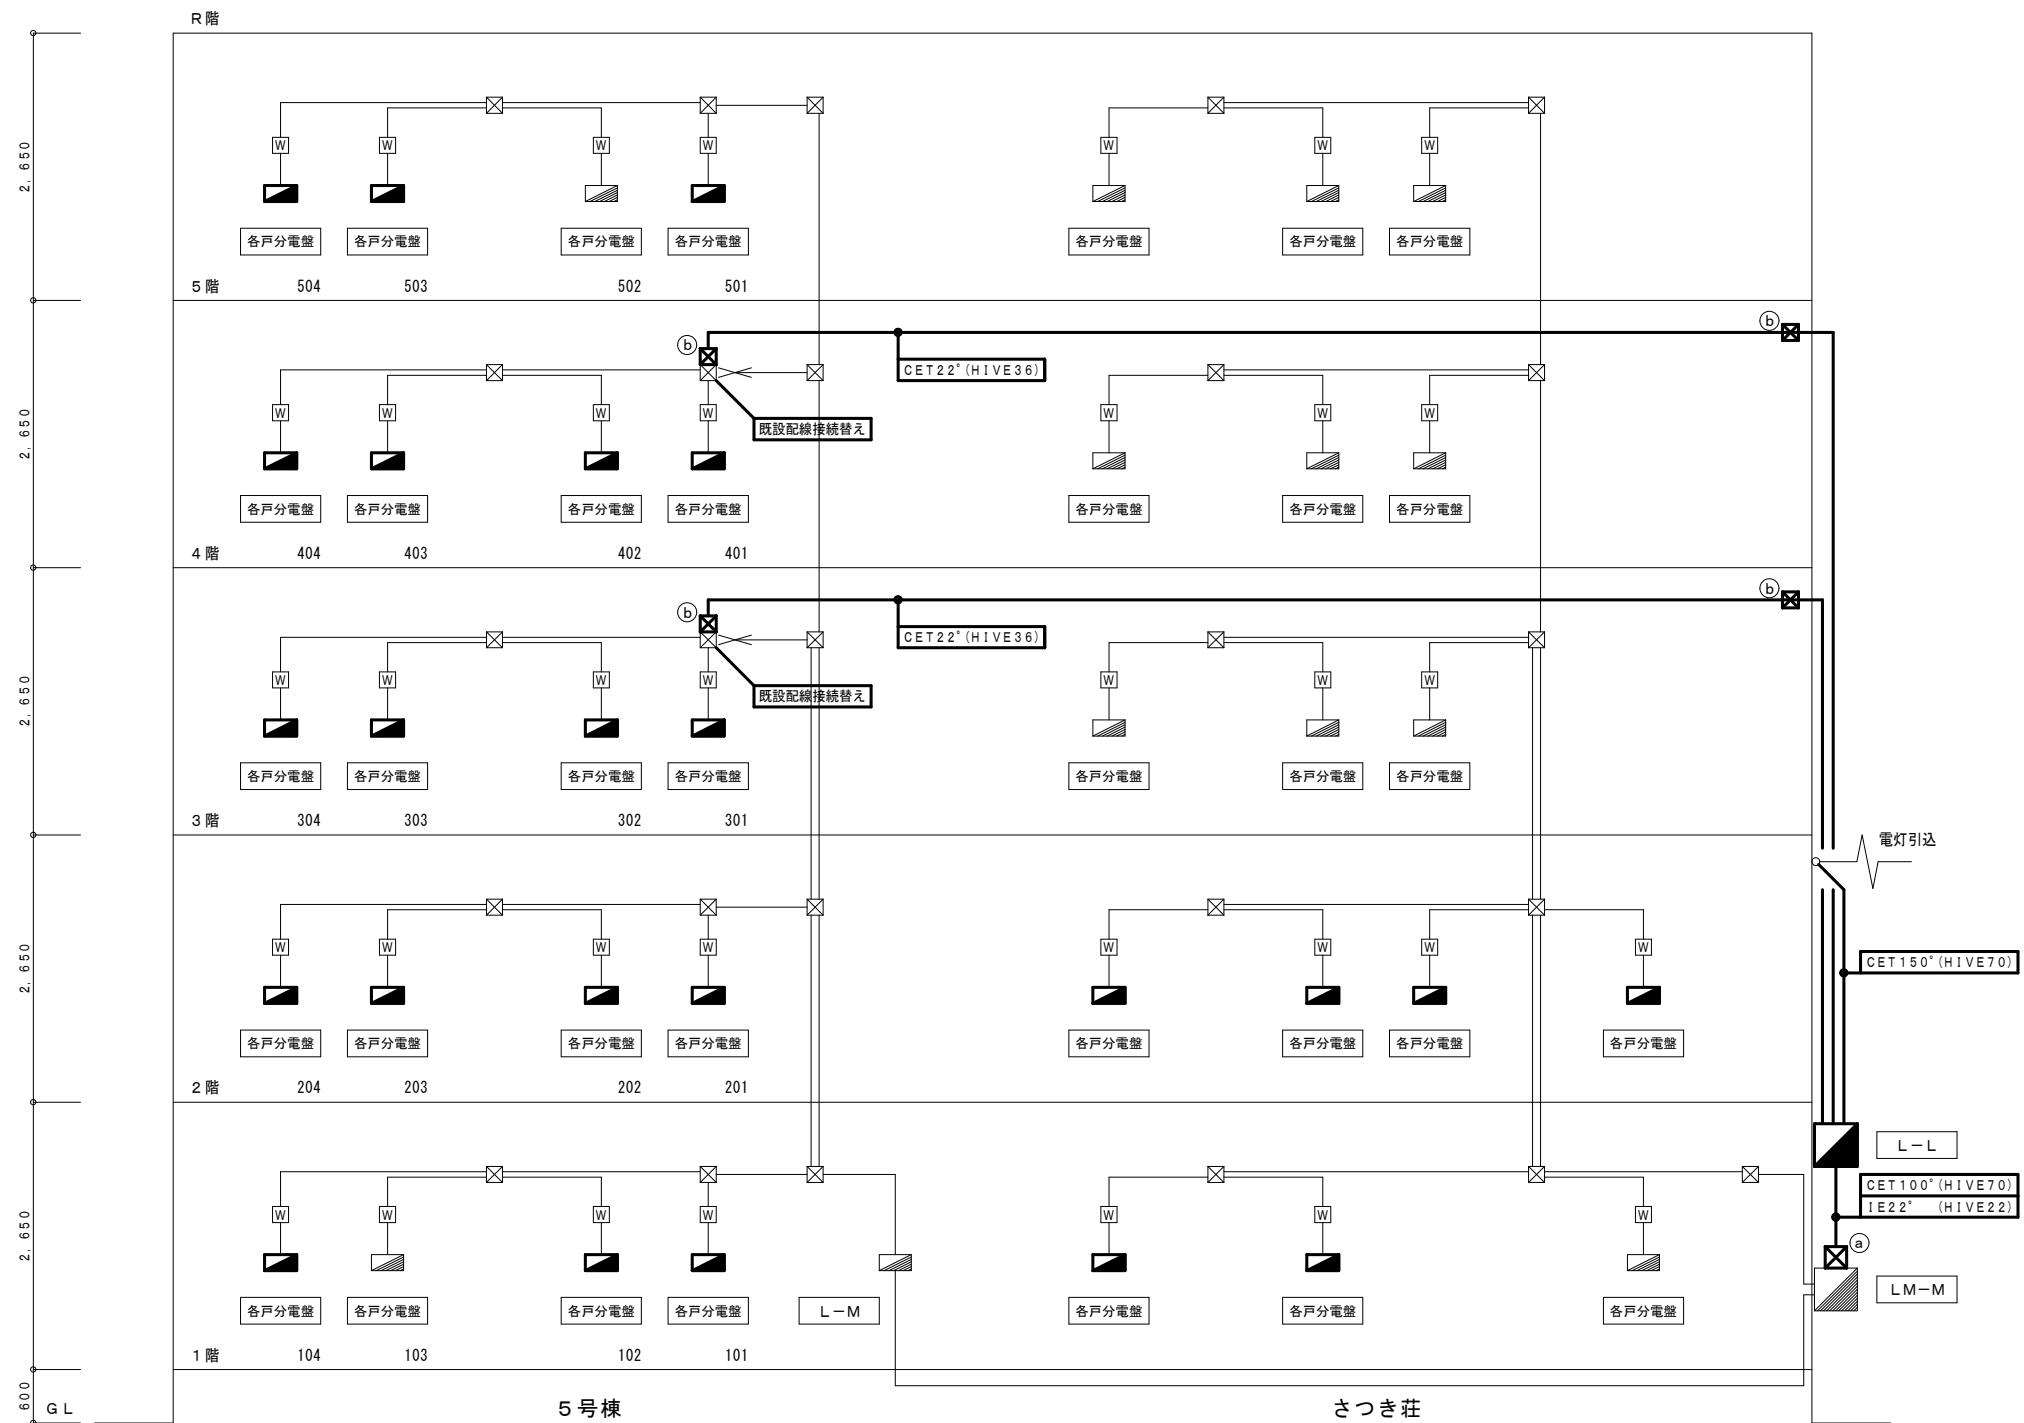 R階
W W W W W W W
各戸分電盤 各戸分電盤 各戸分電盤 各戸分電盤 各戸分電盤 各戸分電盤 各戸分電盤
2,650
5階 504 503 502 501
b b
CET22°(HIVE36)
W W W W W W W
既設配線接続替え
各戸分電盤 各戸分電盤 各戸分電盤 各戸分電盤 各戸分電盤 各戸分電盤 各戸分電盤
2,650
4階 404 403 402 401
b b
CET22°(HIVE36)
W W W W W W W
既設配線接続替え
各戸分電盤 各戸分電盤 各戸分電盤 各戸分電盤 各戸分電盤 各戸分電盤 各戸分電盤
2,650
3階 304 303 302 301
電灯引込
W W W W W W W W
CET150°(HIVE70)
各戸分電盤 各戸分電盤 各戸分電盤 各戸分電盤 各戸分電盤 各戸分電盤 各戸分電盤 各戸分電盤
2,650
2階 204 203 202 201
L−L
CET100°(HIVE70)
IE22° (HIVE22)
W W W W W W W
a
LM−M
各戸分電盤 各戸分電盤 各戸分電盤 各戸分電盤 L−M 各戸分電盤 各戸分電盤 各戸分電盤
2,650
1階 104 103 102 101
600
GL 5号棟 さつき荘